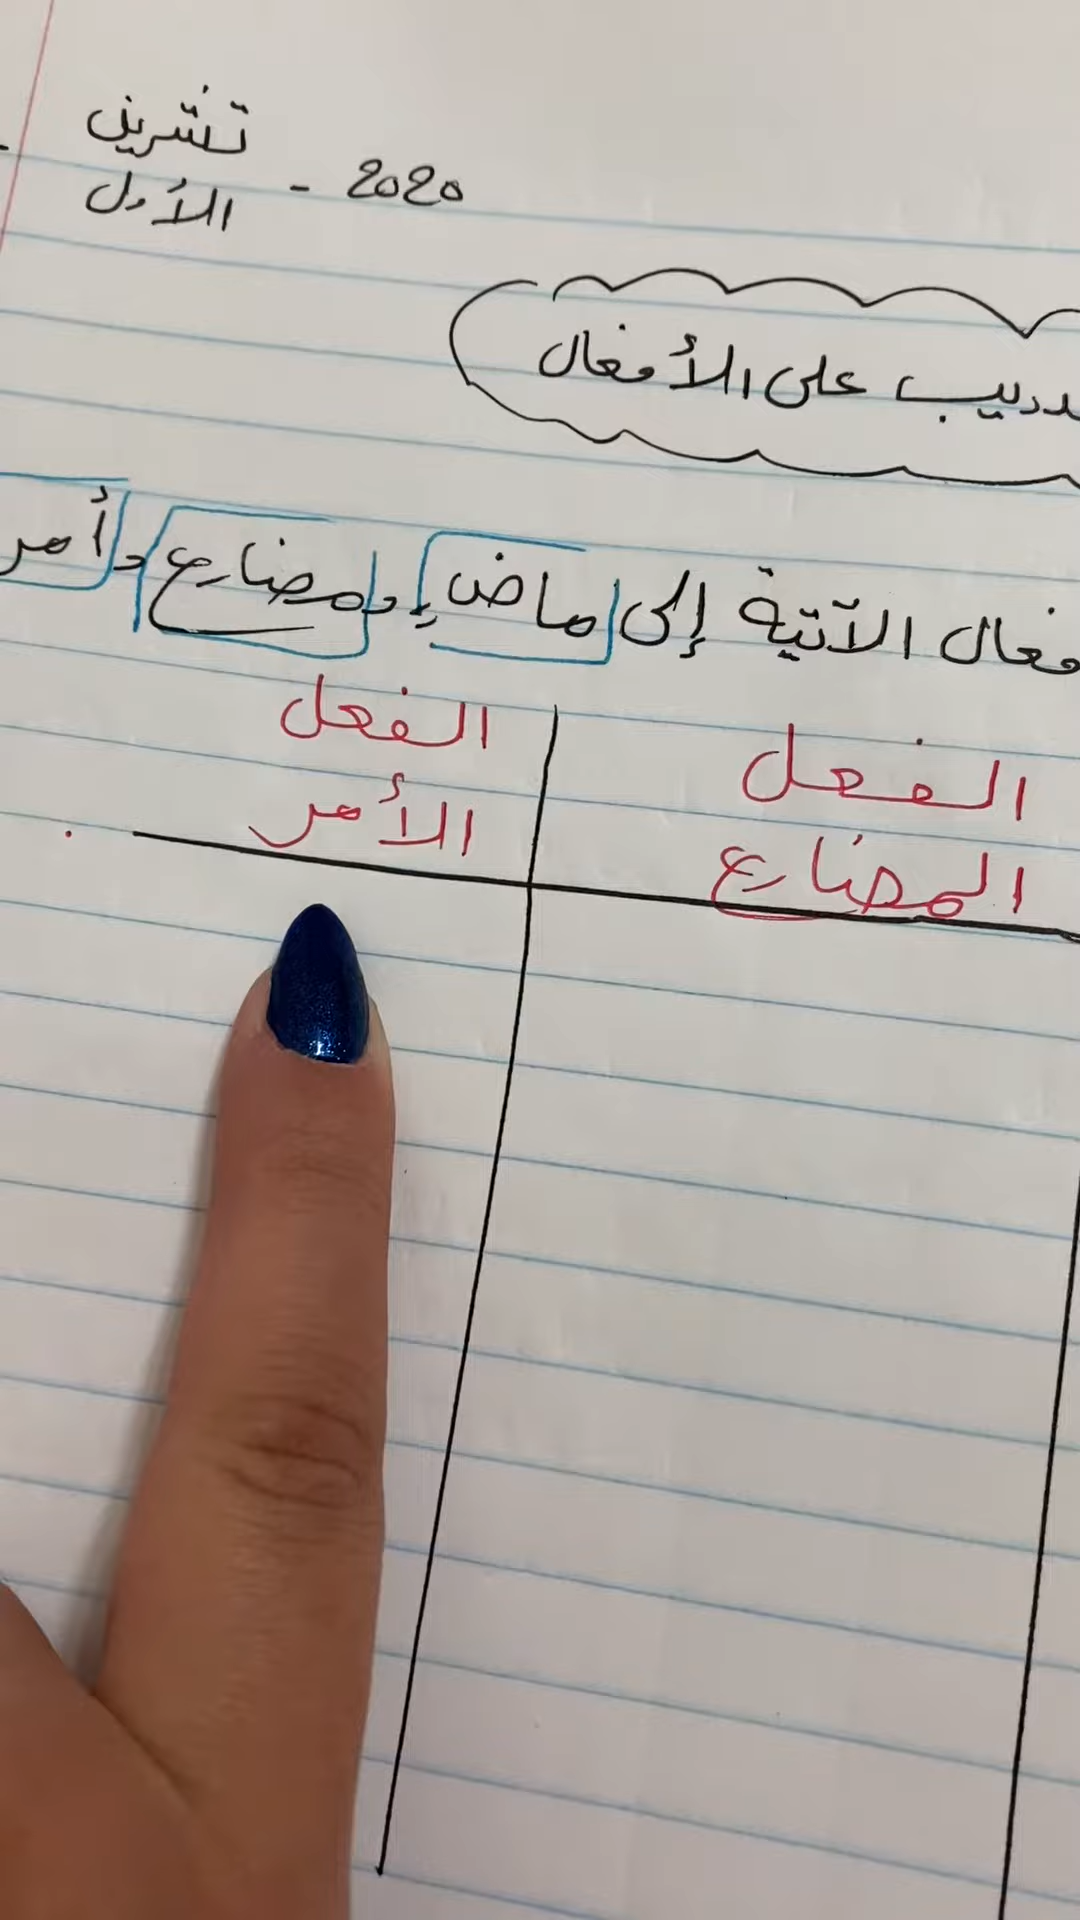 2020 - تشرين
الأول
على الأفعال
الآتية إلى ماضٍ و مضارع و أمر
الفعل
المضارع
الفعل
الأمر